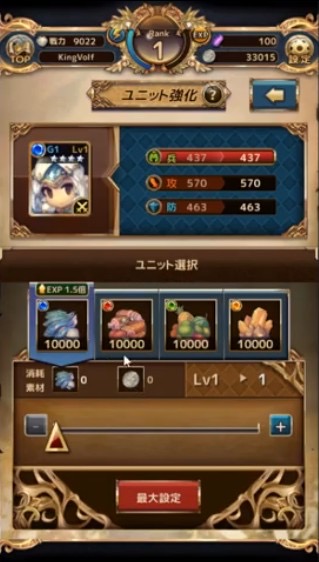 戦力 9022
Rank
1
EXP
100
TOP
KingVolf
33015
設定
ユニット強化 ?
G1 Lv1
兵 437 437
攻 570 570
防 463 463
ユニット選択
EXP 1.5倍
10000 10000 10000 10000
消耗
素材
0 0
Lv1 ▶ 1
- +
最大設定